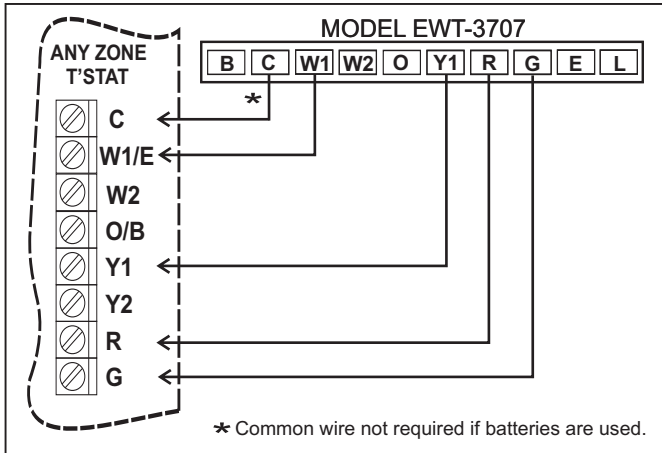 MODEL EWT-3707
ANY ZONE
T'STAT
B C W1 W2 O Y1 R G E L
*
C
W1/E
W2
O/B
Y1
Y2
R
G
* Common wire not required if batteries are used.